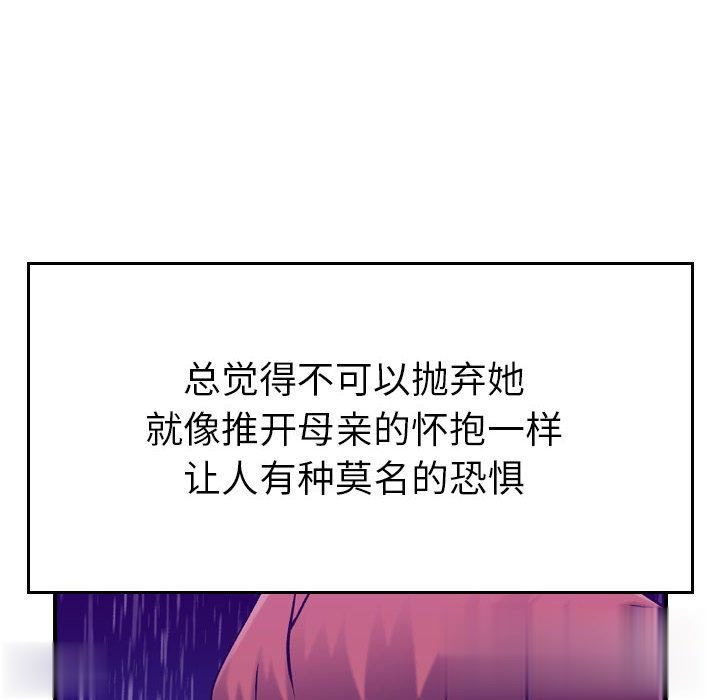 总觉得不可以抛弃她
就像推开母亲的怀抱一样
让人有种莫名的恐惧